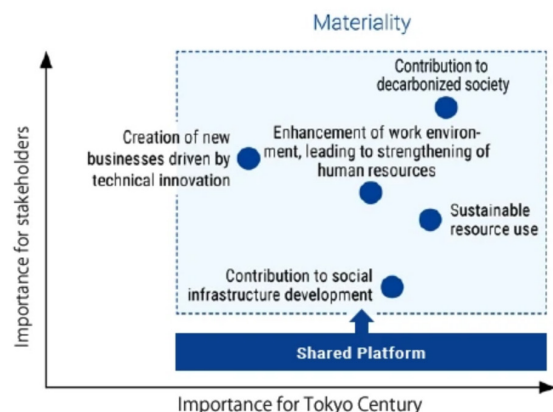 Materiality
Contribution to
decarbonized society
Creation of new
businesses driven by
technical innovation
Enhancement of work environ-
ment, leading to strengthening of
human resources
Sustainable
resource use
Contribution to social
infrastructure development
Shared Platform
Importance for stakeholders
Importance for Tokyo Century